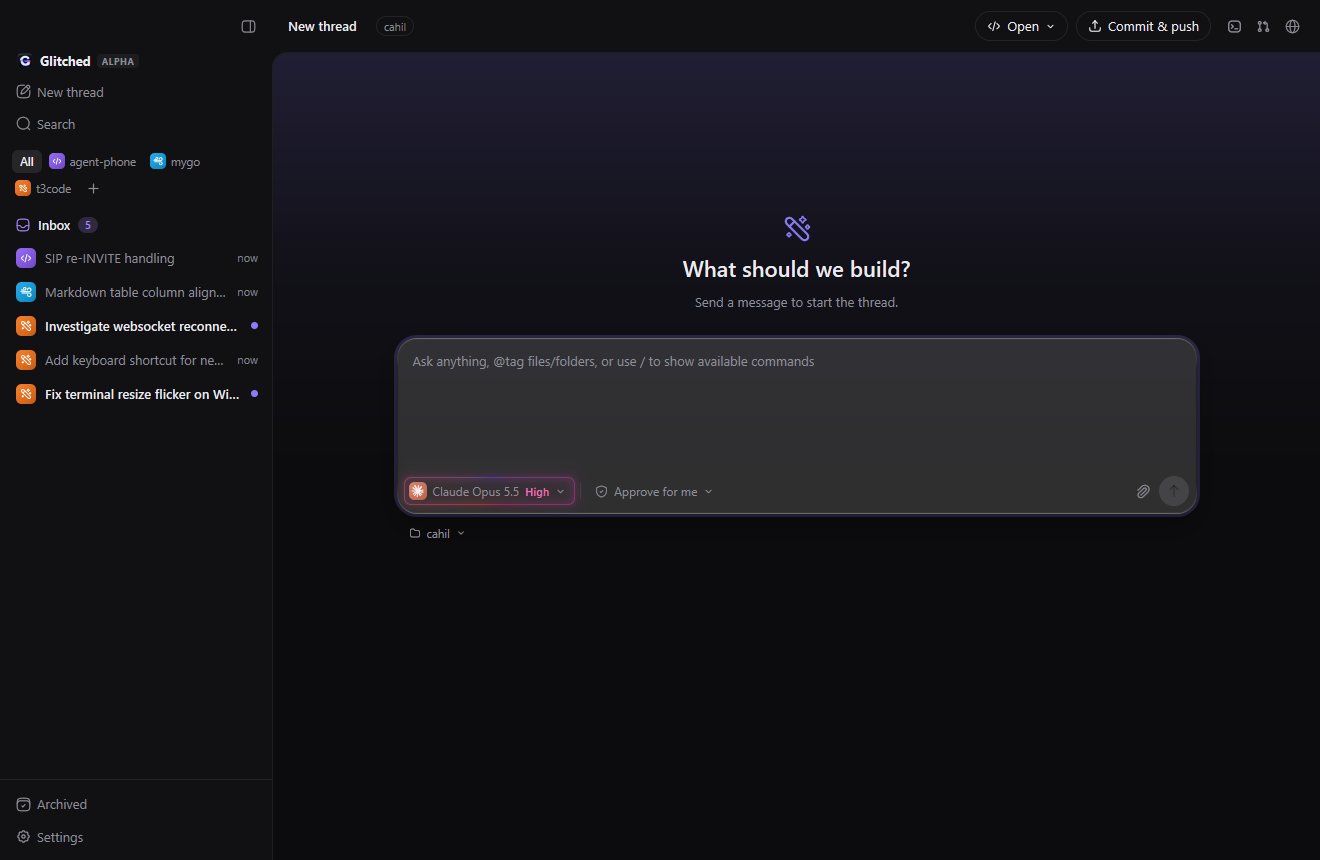 New thread
cahil
Open
Commit & push
Glitched ALPHA
New thread
Search
All
agent-phone
mygo
t3code
Inbox 5
SIP re-INVITE handling now
Markdown table column align... now
Investigate websocket reconne...
Add keyboard shortcut for ne... now
Fix terminal resize flicker on Wi...
What should we build?
Send a message to start the thread.
Ask anything, @tag files/folders, or use / to show available commands
Claude Opus 5.5 High
Approve for me
cahil
Archived
Settings